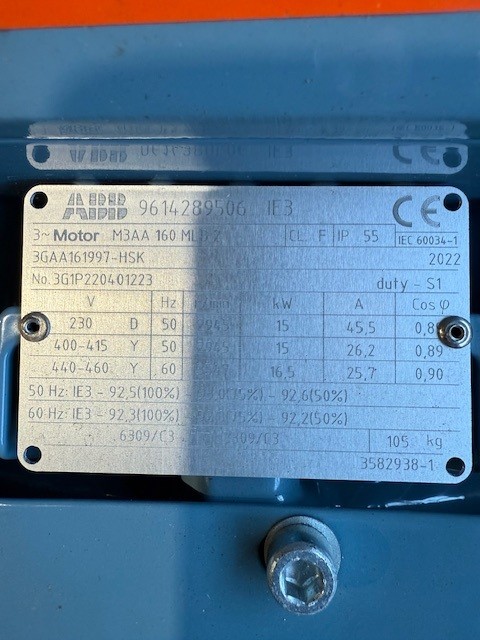 ABB 9614289506 IE3 CE
3~ Motor M3AA 160 CL. F IP 55 IEC 60034-1
3GAA161997-HSK 2022
No. 3G1P220401223 duty - S1
V Hz kW A Cos φ
230 D 50 15 45,5
400-415 Y 50 15 26,2 0,89
440-460 Y 60 16,5 25,7 0,90
50 Hz: IE3 - 92,5(100%) - 92,6(50%)
60 Hz: IE3 - 92,3(100%) - 92,2(50%)
6309/C3 105 kg
3582938-1